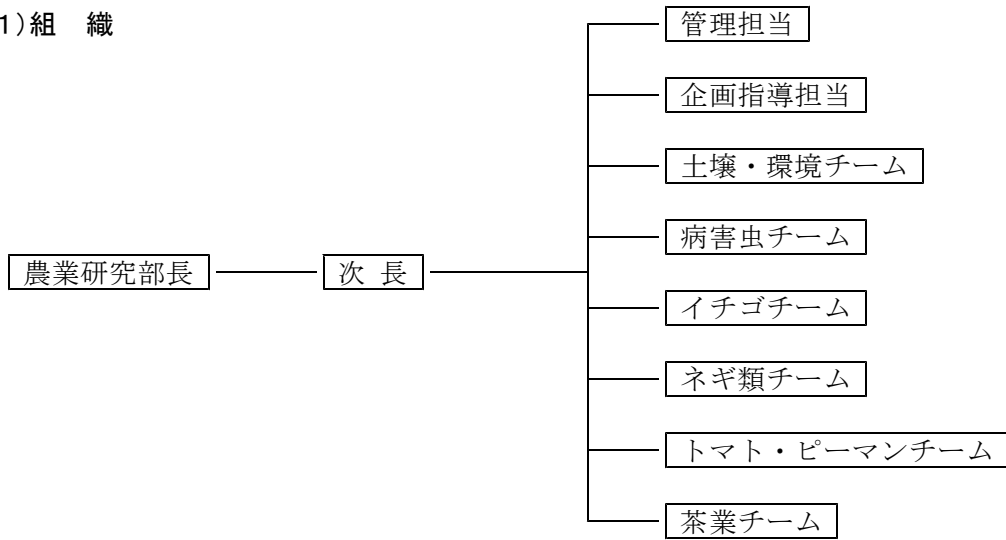 1)組　織
管理担当
企画指導担当
土壌・環境チーム
病害虫チーム
農業研究部長
次 長
イチゴチーム
ネギ類チーム
トマト・ピーマンチーム
茶業チーム